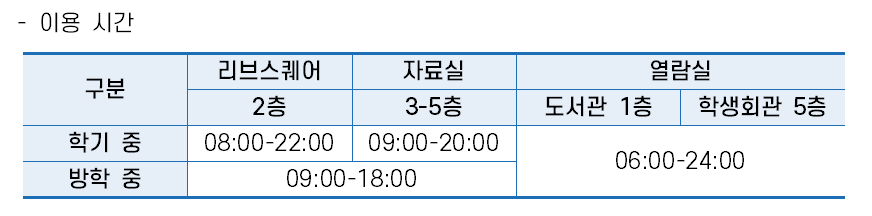 - 이용 시간
구분 리브스퀘어 자료실 열람실
2층 3-5층 도서관 1층 학생회관 5층
학기 중 08:00-22:00 09:00-20:00 06:00-24:00
방학 중 09:00-18:00